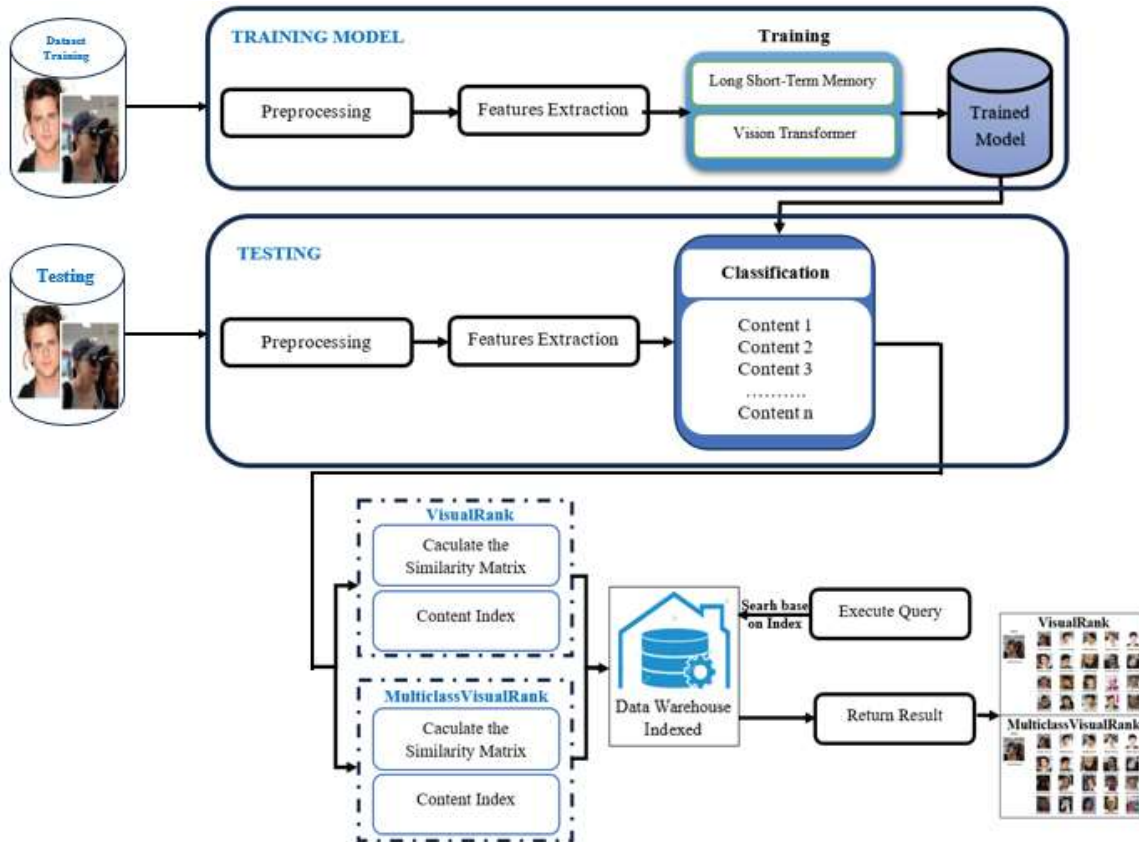 Dataset
Training
TRAINING MODEL
Training
Preprocessing
Features Extraction
Long Short-Term Memory
Vision Transformer
Trained
Model
Testing
TESTING
Preprocessing
Features Extraction
Classification
Content 1
Content 2
Content 3
..........
Content n
VisualRank
Caculate the
Similarity Matrix
Content Index
MulticlassVisualRank
Caculate the
Similarity Matrix
Content Index
Data Warehouse
Indexed
Searh base
on Index
Execute Query
Return Result
VisualRank
MulticlassVisualRank